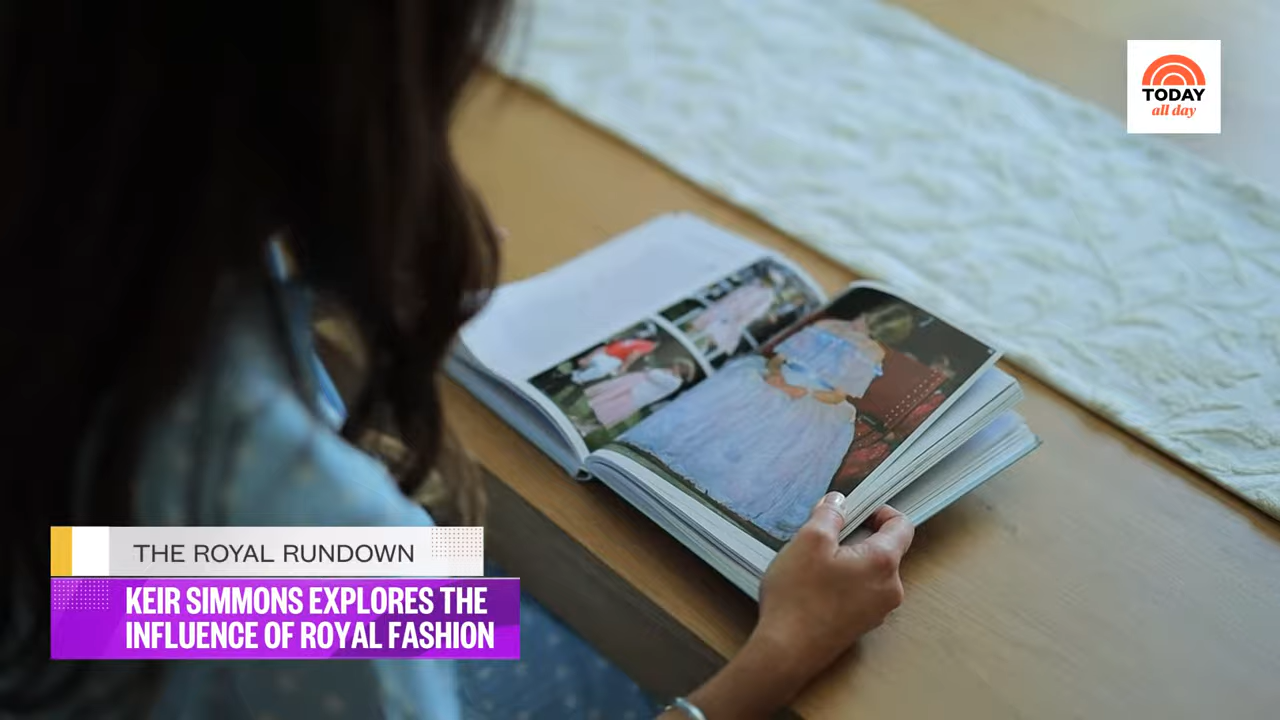 TODAY
all day
THE ROYAL RUNDOWN
KEIR SIMMONS EXPLORES THE
INFLUENCE OF ROYAL FASHION